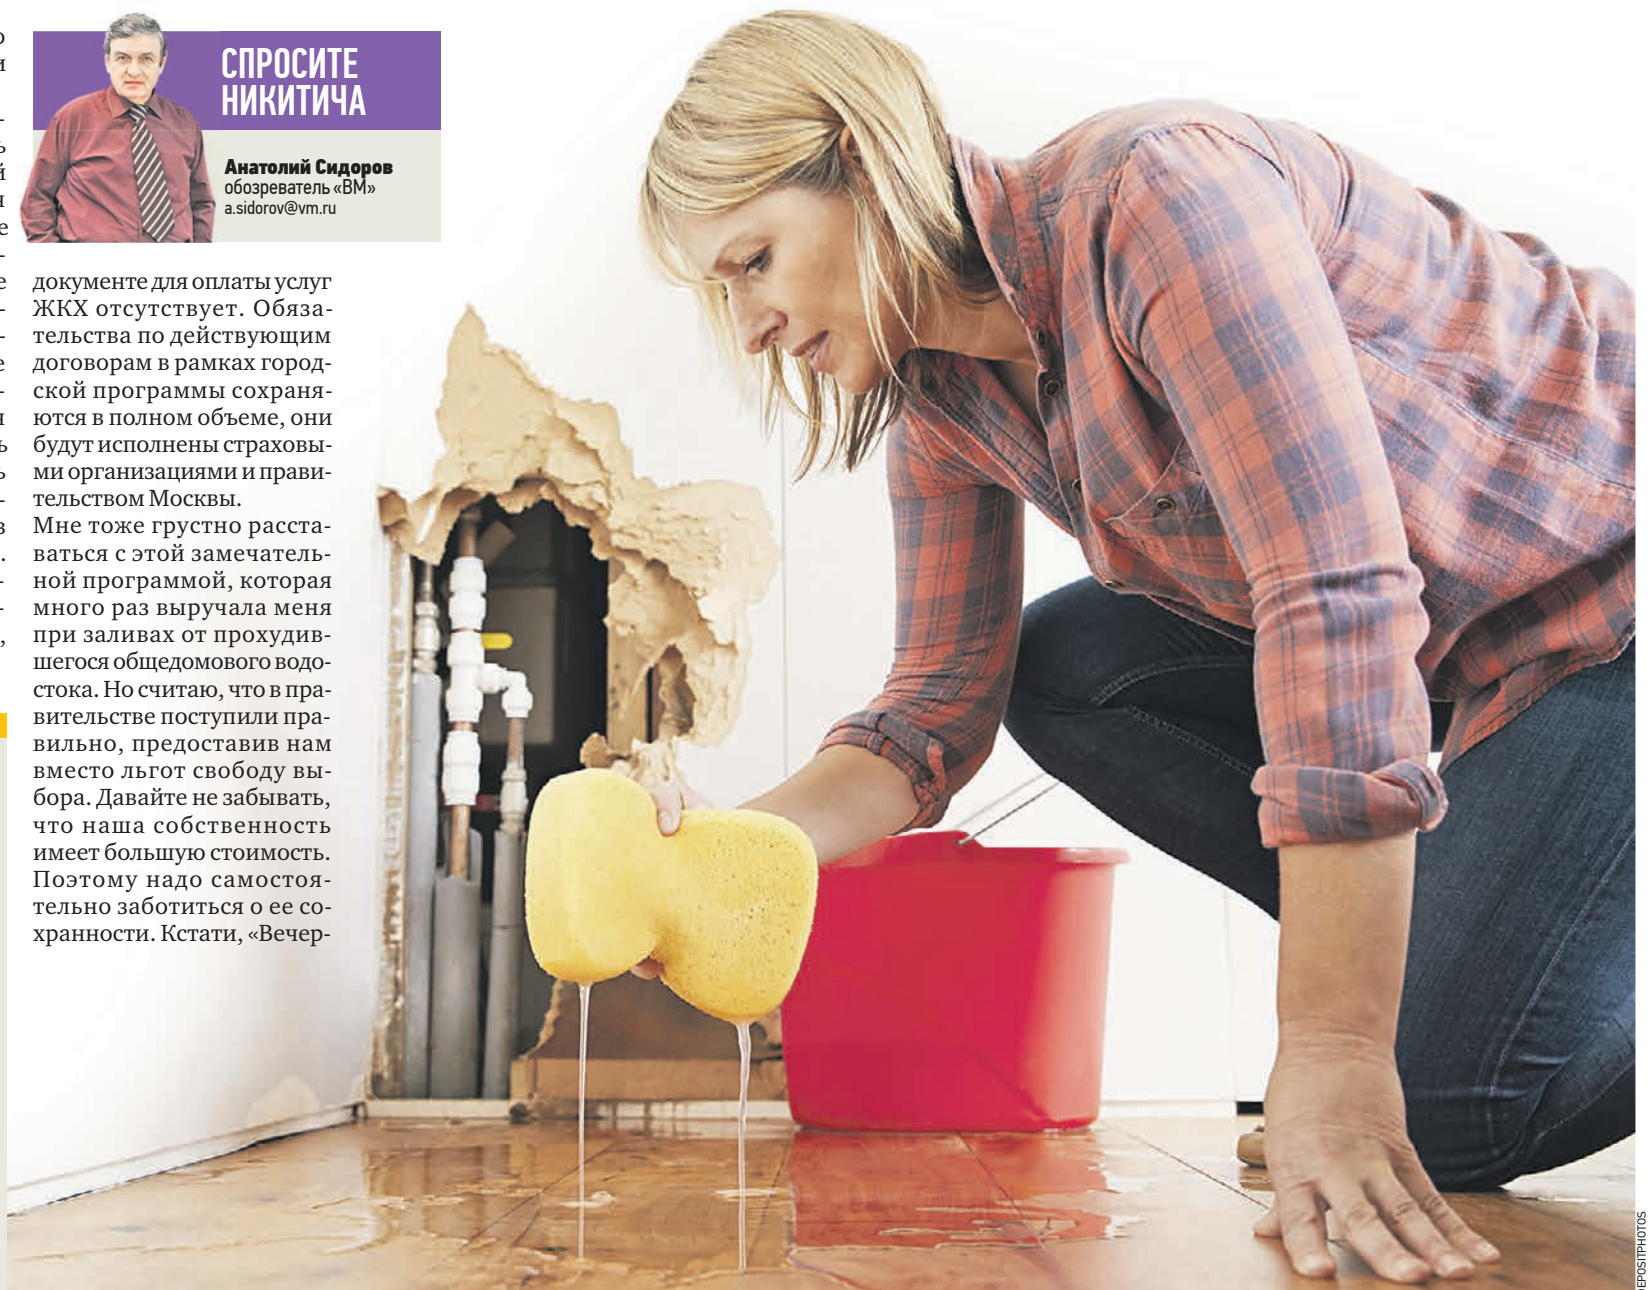 СПРОСИТЕ
НИКИТИЧА
Анатолий Сидоров
обозреватель «ВМ»
a.sidorov@vm.ru
документе для оплаты услуг
ЖКХ отсутствует. Обяза-
тельства по действующим
договорам в рамках город-
ской программы сохраня-
ются в полном объеме, они
будут исполнены страховы-
ми организациями и прави-
тельством Москвы.
Мне тоже грустно расста-
ваться с этой замечатель-
ной программой, которая
много раз выручала меня
при заливах от прохудив-
шегося общедомового водо-
стока. Но считаю, что в пра-
вительстве поступили пра-
вильно, предоставив нам
вместо льгот свободу вы-
бора. Давайте не забывать,
что наша собственность
имеет большую стоимость.
Поэтому надо самостоя-
тельно заботиться о ее со-
хранности. Кстати, «Вечер-